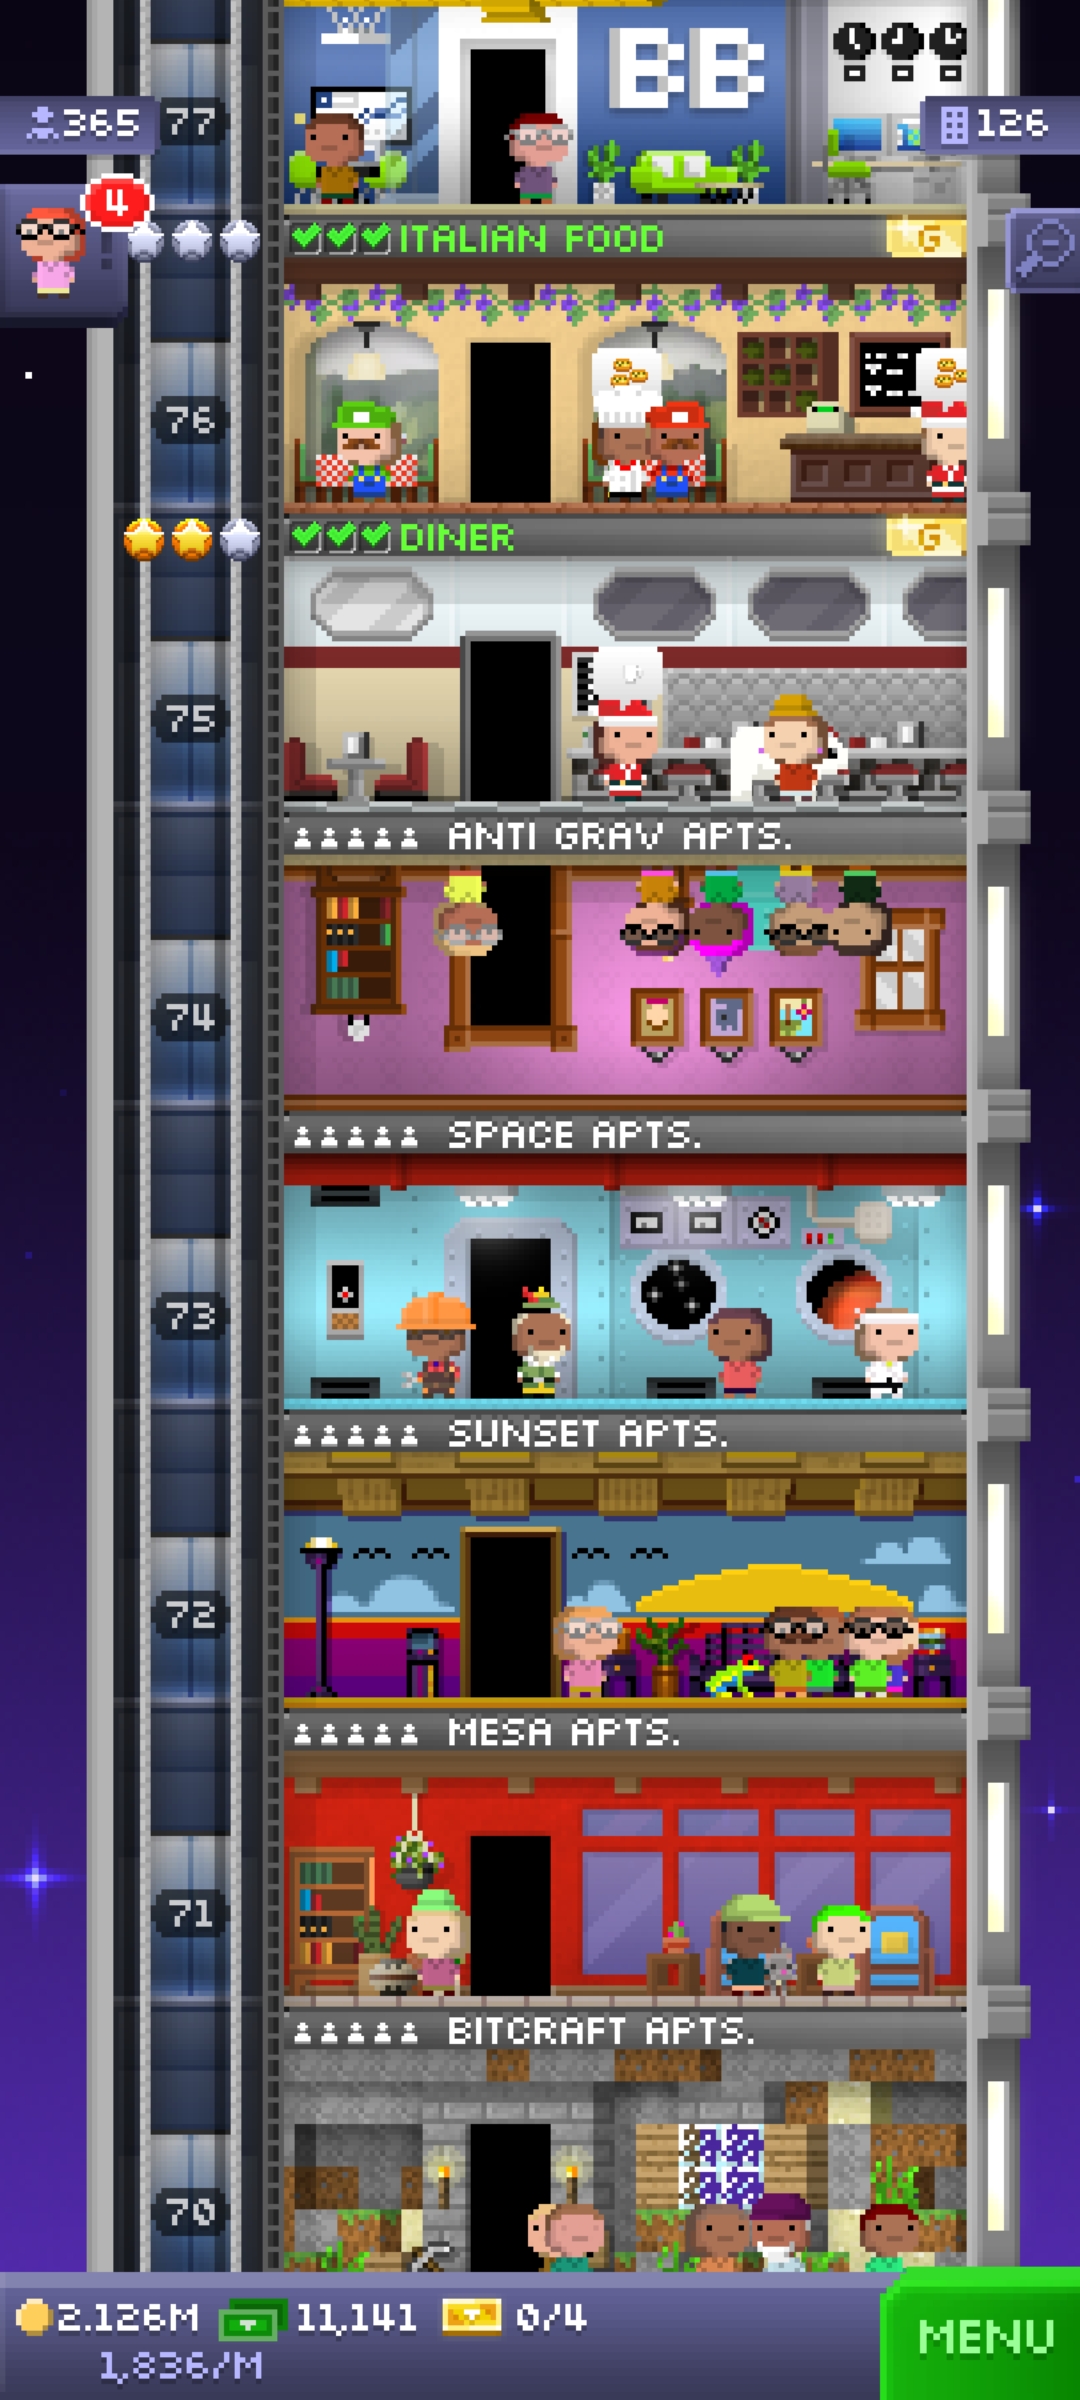 BB
77
365
126
4
ITALIAN FOOD
G
76
DINER
G
75
ANTI GRAV APTS.
74
SPACE APTS.
73
SUNSET APTS.
72
MESA APTS.
71
BITCRAFT APTS.
70
2.126M 11,141 0/4
1,836/M
MENU